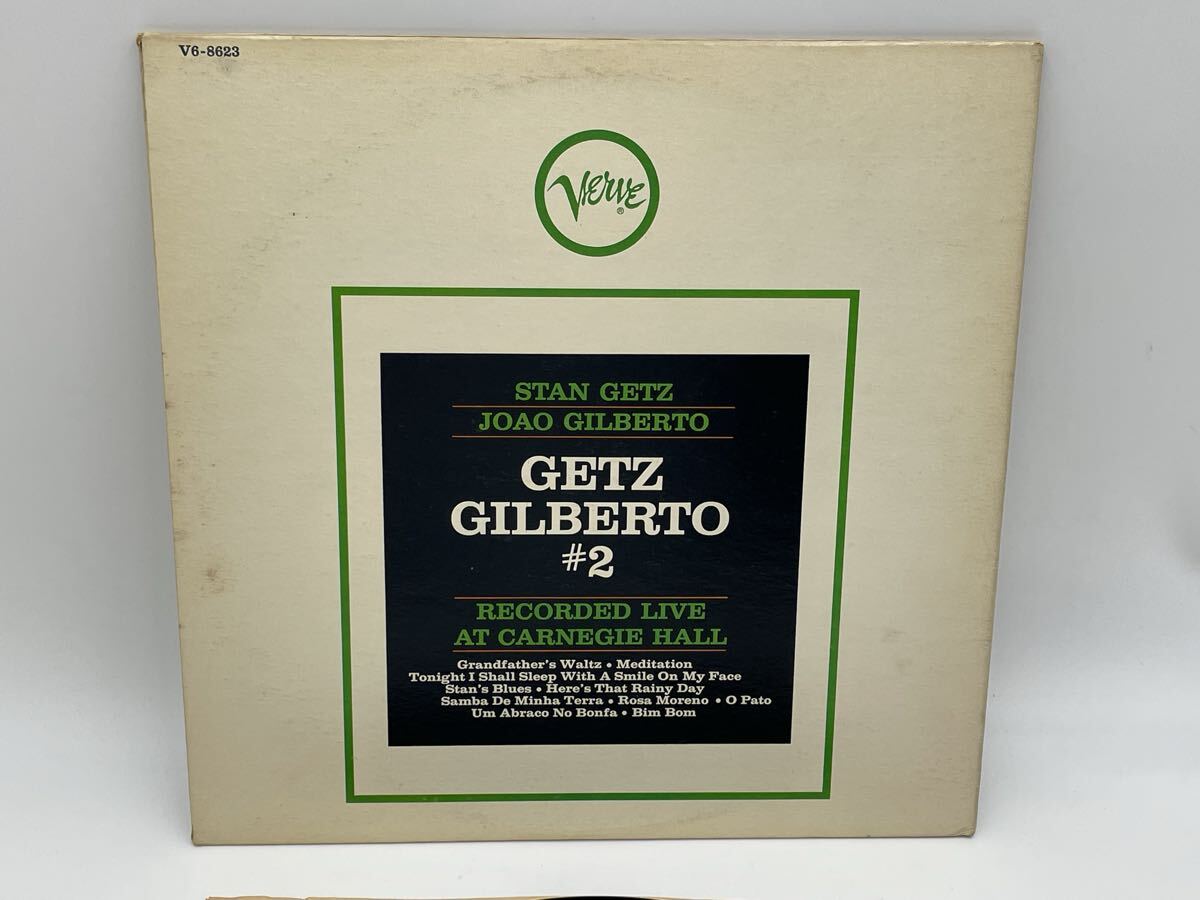 V6-8623
Verve®
STAN GETZ
JOAO GILBERTO
GETZ
GILBERTO
#2
RECORDED LIVE
AT CARNEGIE HALL
Grandfather's Waltz • Meditation
Tonight I Shall Sleep With A Smile On My Face
Stan's Blues • Here's That Rainy Day
Samba De Minha Terra • Rosa Moreno • O Pato
Um Abraco No Bonfa • Bim Bom